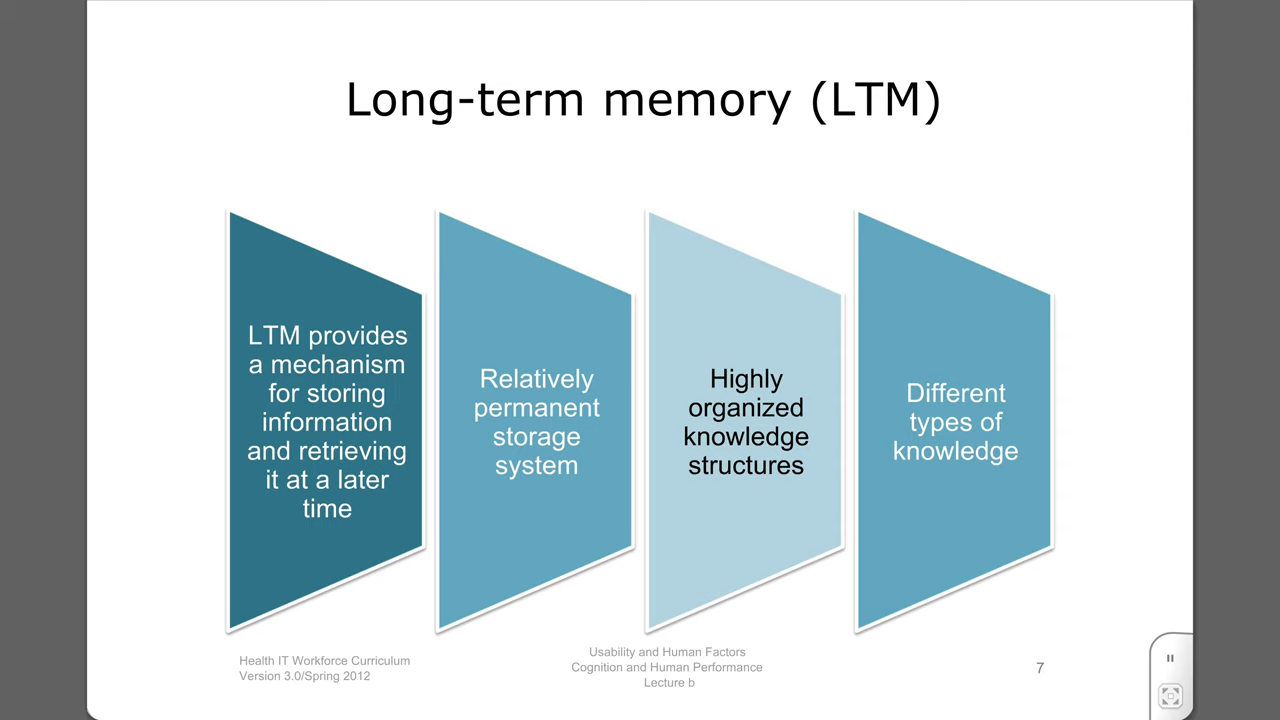 Long-term memory (LTM)
LTM provides
a mechanism
for storing
information
and retrieving
it at a later
time
Relatively
permanent
storage
system
Highly
organized
knowledge
structures
Different
types of
knowledge
Health IT Workforce Curriculum
Version 3.0/Spring 2012
Usability and Human Factors
Cognition and Human Performance
Lecture b
7